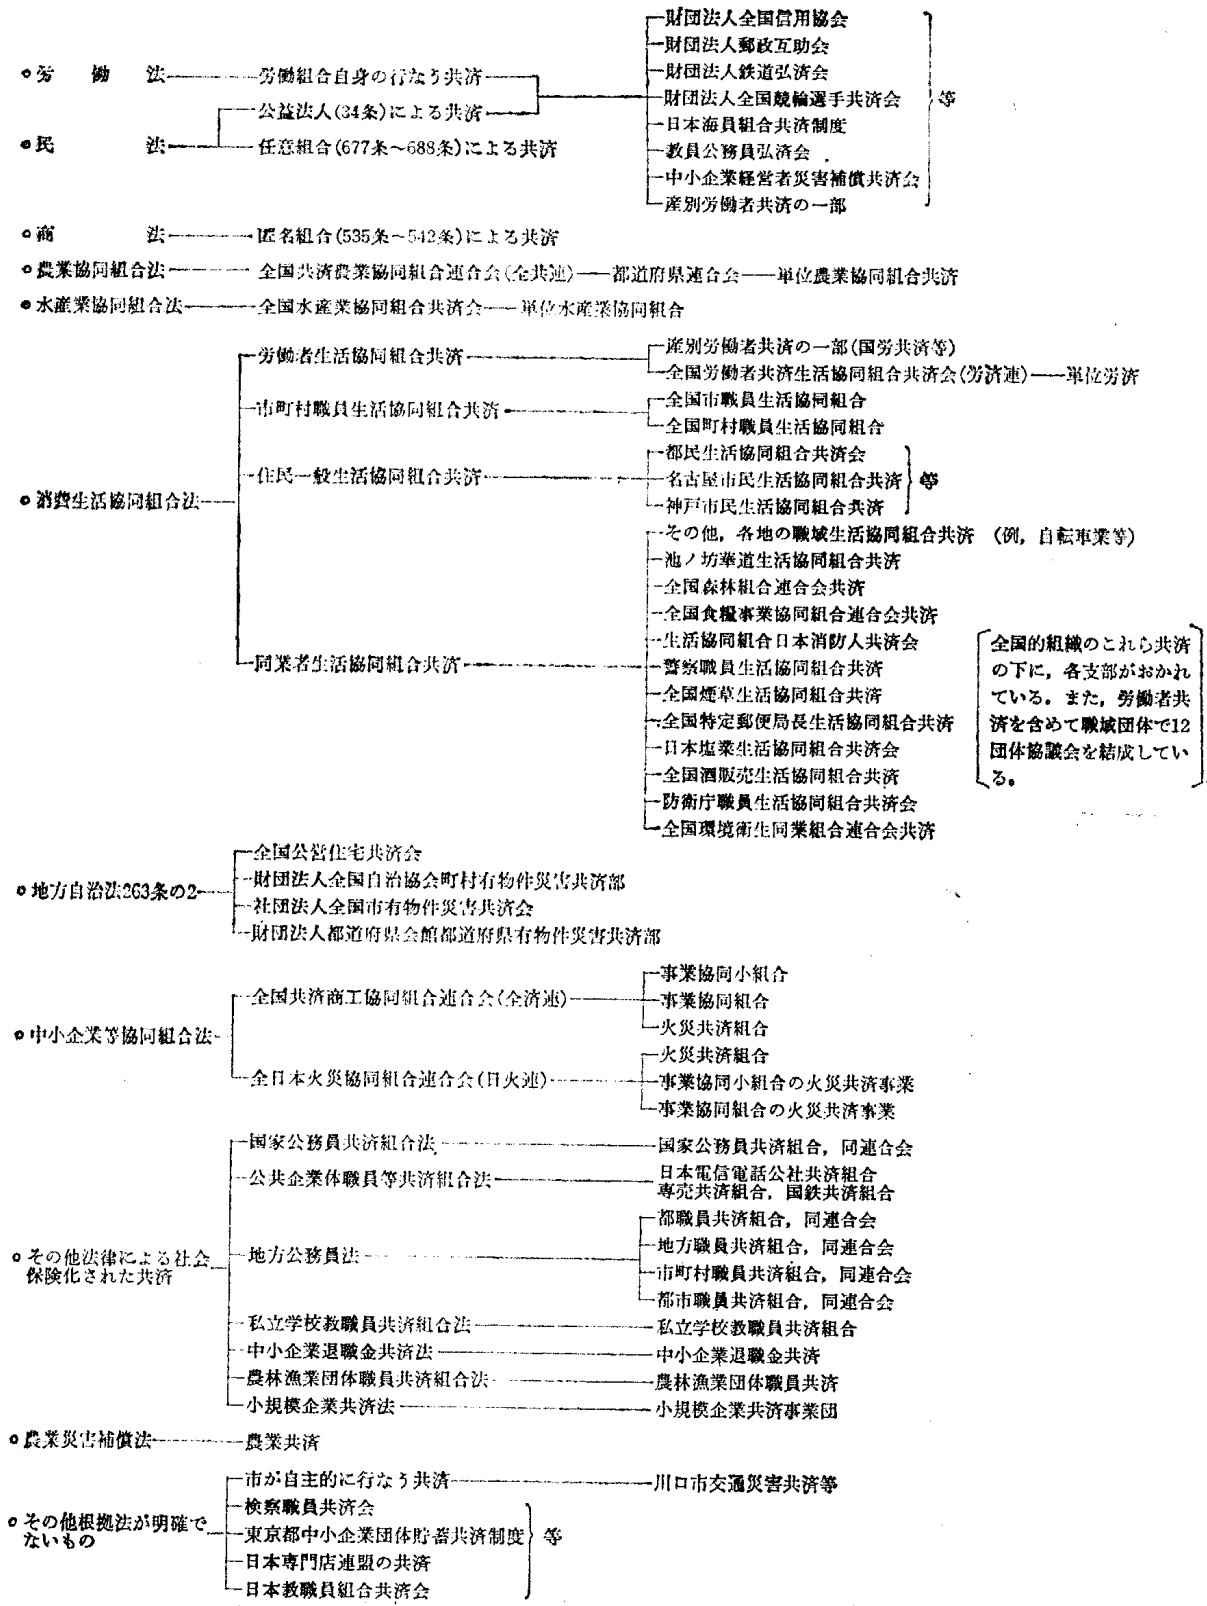 財団法人全国信用協会
財団法人郵政互助会
財団法人鉄道弘済会
財団法人全国競輪選手共済会
日本海員組合共済制度
教員公務員弘済会
中小企業経営者災害補償共済会
産別労働者共済の一部
等
労働法 労働組合自身の行なう共済
公益法人(34条)による共済
民法 任意組合(677条~688条)による共済
商法 匿名組合(535条~542条)による共済
農業協同組合法 全国共済農業協同組合連合会(全共連) 都道府県連合会 単位農業協同組合共済
水産業協同組合法 全国水産業協同組合共済会 単位水産業協同組合
消費生活協同組合法
労働者生活協同組合共済
産別労働者共済の一部(国労共済等)
全国労働者共済生活協同組合共済会(労済連) 単位労済
市町村職員生活協同組合共済
全国市職員生活協同組合
全国町村職員生活協同組合
住民一般生活協同組合共済
都民生活協同組合共済会
名古屋市民生活協同組合共済
神戸市民生活協同組合共済
等
同業者生活協同組合共済
その他,各地の職域生活協同組合共済 (例,自転車業等)
池ノ坊華道生活協同組合共済
全国森林組合連合会共済
全国食糧事業協同組合連合会共済
生活協同組合日本消防人共済会
警察職員生活協同組合共済
全国煙草生活協同組合共済
全国特定郵便局長生活協同組合共済
日本塩業生活協同組合共済会
全国酒販売生活協同組合共済
防衛庁職員生活協同組合共済会
全国環境衛生同業組合連合会共済
全国的組織のこれら共済
の下に,各支部がおかれ
ている。また,労働者共
済を含めて職域団体で12
団体協議会を結成してい
る。
地方自治法263条の2
全国公営住宅共済会
財団法人全国自治協会町村有物件災害共済部
社団法人全国市有物件災害共済会
財団法人都道府県会館都道府県有物件災害共済部
中小企業等協同組合法
全国共済商工協同組合連合会(全済連)
事業協同小組合
事業協同組合
火災共済組合
全日本火災協同組合連合会(日火連)
火災共済組合
事業協同小組合の火災共済事業
事業協同組合の火災共済事業
その他法律による社会
保険化された共済
国家公務員共済組合法 国家公務員共済組合,同連合会
公共企業体職員等共済組合法
日本電信電話公社共済組合
専売共済組合,国鉄共済組合
地方公務員法
都職員共済組合,同連合会
地方職員共済組合,同連合会
市町村職員共済組合,同連合会
都市職員共済組合,同連合会
私立学校教職員共済組合法 私立学校教職員共済組合
中小企業退職金共済法 中小企業退職金共済
農林漁業団体職員共済組合法 農林漁業団体職員共済
小規模企業共済法 小規模企業共済事業団
農業災害補償法 農業共済
その他根拠法が明確で
ないもの
市が自主的に行なう共済 川口市交通災害共済等
検察職員共済会
東京都中小企業団体貯蓄共済制度
日本専門店連盟の共済
日本教職員組合共済会
等